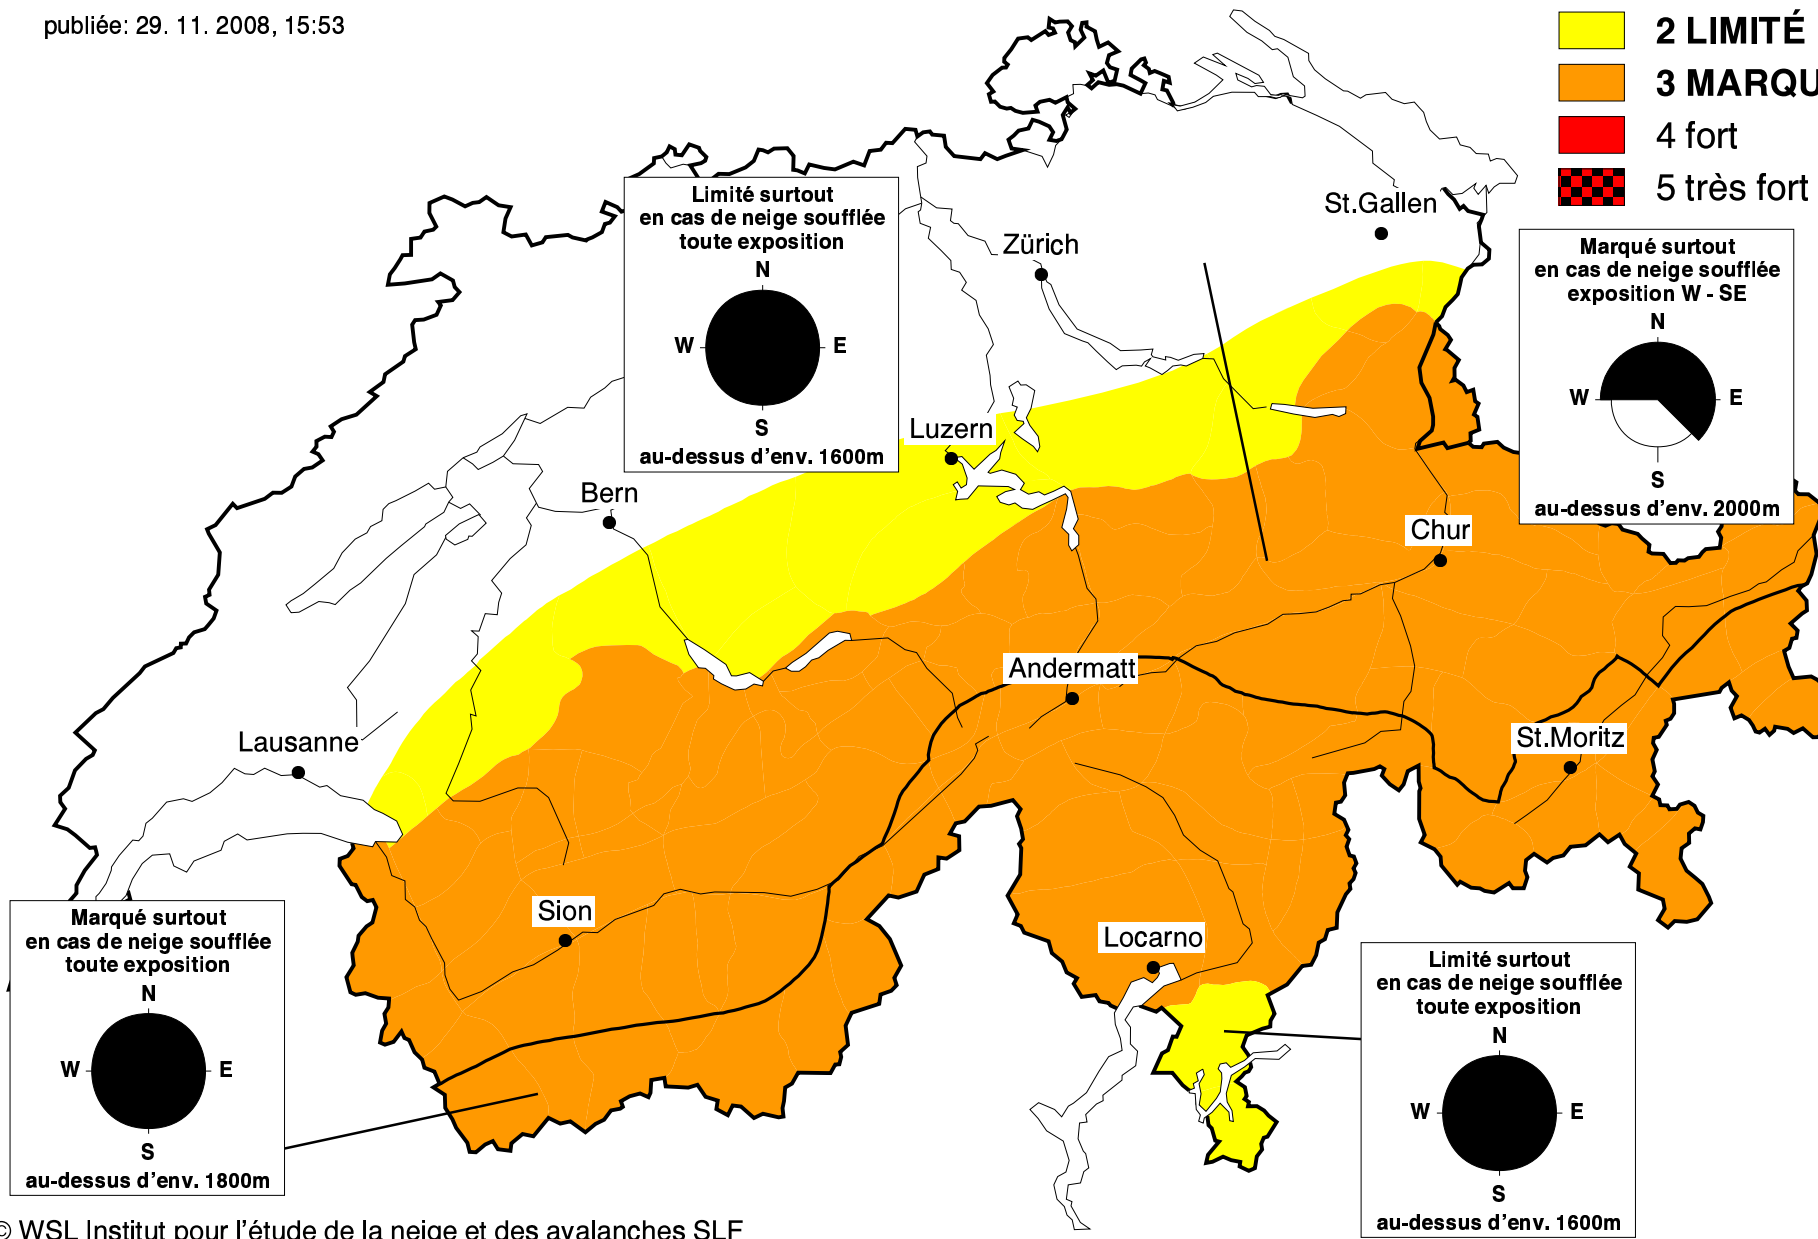 publiée: 29. 11. 2008, 15:53
2 LIMITÉ
3 MARQU
4 fort
5 très fort
Limité surtout
en cas de neige soufflée
toute exposition
N
W
E
S
au-dessus d'env. 1600m
St.Gallen
Zürich
Marqué surtout
en cas de neige soufflée
exposition W - SE
N
W
E
S
au-dessus d'env. 2000m
Luzern
Bern
Chur
Andermatt
Lausanne
St.Moritz
Sion
Locarno
Marqué surtout
en cas de neige soufflée
toute exposition
N
W
E
S
au-dessus d'env. 1800m
Limité surtout
en cas de neige soufflée
toute exposition
N
W
E
S
au-dessus d'env. 1600m
© WSL Institut pour l'étude de la neige et des avalanches SLF